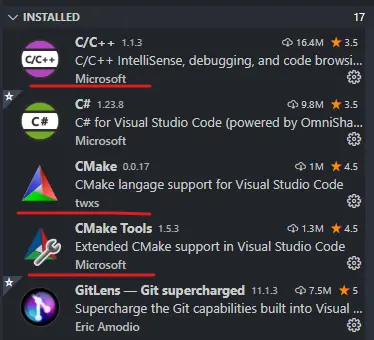 INSTALLED 17
C/C++ 1.1.3 16.4M 3.5
C/C++ IntelliSense, debugging, and code browsi...
Microsoft
C# 1.23.8 9.8M 3.5
C# for Visual Studio Code (powered by OmniSha...
Microsoft
CMake 0.0.17 1M 4.5
CMake langage support for Visual Studio Code
twxs
CMake Tools 1.5.3 1.3M 4.5
Extended CMake support in Visual Studio Code
Microsoft
GitLens — Git supercharged 11.1.3 7.5M 5
Supercharge the Git capabilities built into Visual ...
Eric Amodio
C/C++
C#